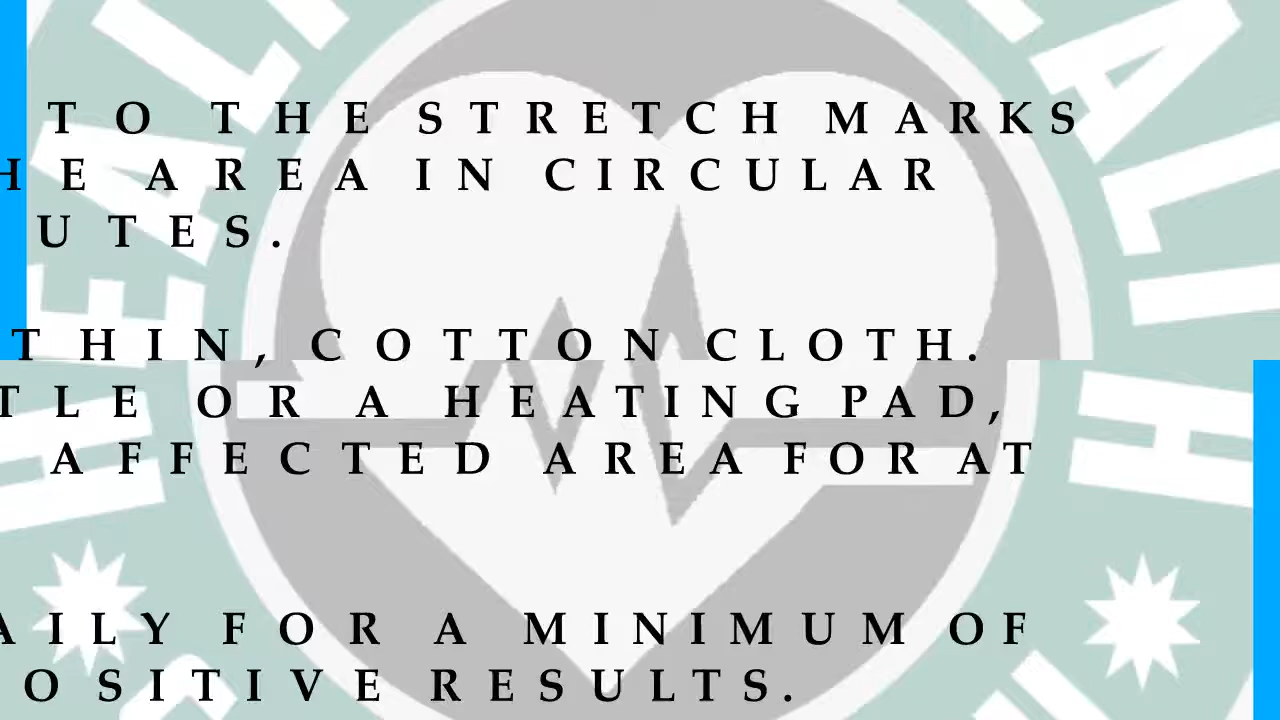 TO THE STRETCH MARKS
HE AREA IN CIRCULAR
UTES.
THIN, COTTON CLOTH.
TLE OR A HEATING PAD,
AFFECTED AREA FOR AT
AILY FOR A MINIMUM OF
OSITIVE RESULTS.